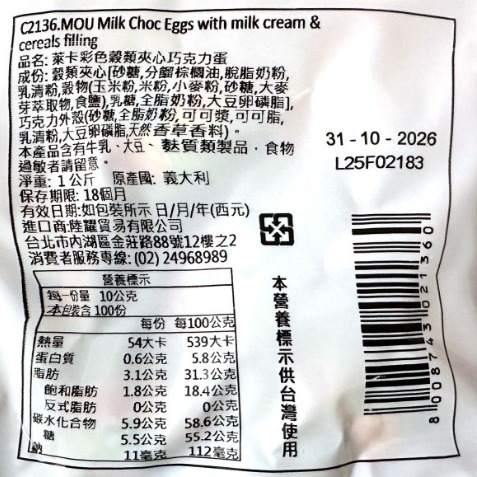 C2136.MOU Milk Choc Eggs with milk cream &
cereals filling
品名: 萊卡彩色穀類夾心巧克力蛋
成份: 穀類夾心[砂糖,分餾棕櫚油,脫脂奶粉,
乳清粉,穀物(玉米粉,米粉,小麥粉,砂糖,大麥
芽萃取物,食鹽),乳糖,全脂奶粉,大豆卵磷脂],
巧克力外殼(砂糖,全脂奶粉,可可漿,可可脂,
乳清粉,大豆卵磷脂,天然香草香料)。
本產品含有牛乳、大豆、麩質類製品,食物
過敏者請留意。
淨重: 1公斤 原產國: 義大利
保存期限: 18個月
有效日期:如包裝所示 日/月/年(西元)
進口商:陸耀貿易有限公司
台北市內湖區金莊路88號12樓之2
消費者服務專線: (02) 24968989
31-10-2026
L25F02183
營養標示
每一份量 10公克
本包裝含 100份
每份 每100公克
熱量 54大卡 539大卡
蛋白質 0.6公克 5.8公克
脂肪 3.1公克 31.3公克
飽和脂肪 1.8公克 18.4公克
反式脂肪 0公克 0公克
碳水化合物 5.9公克 58.6公克
糖 5.5公克 55.2公克
鈉 11毫克 112毫克
本營養標示供台灣使用
8008743021360